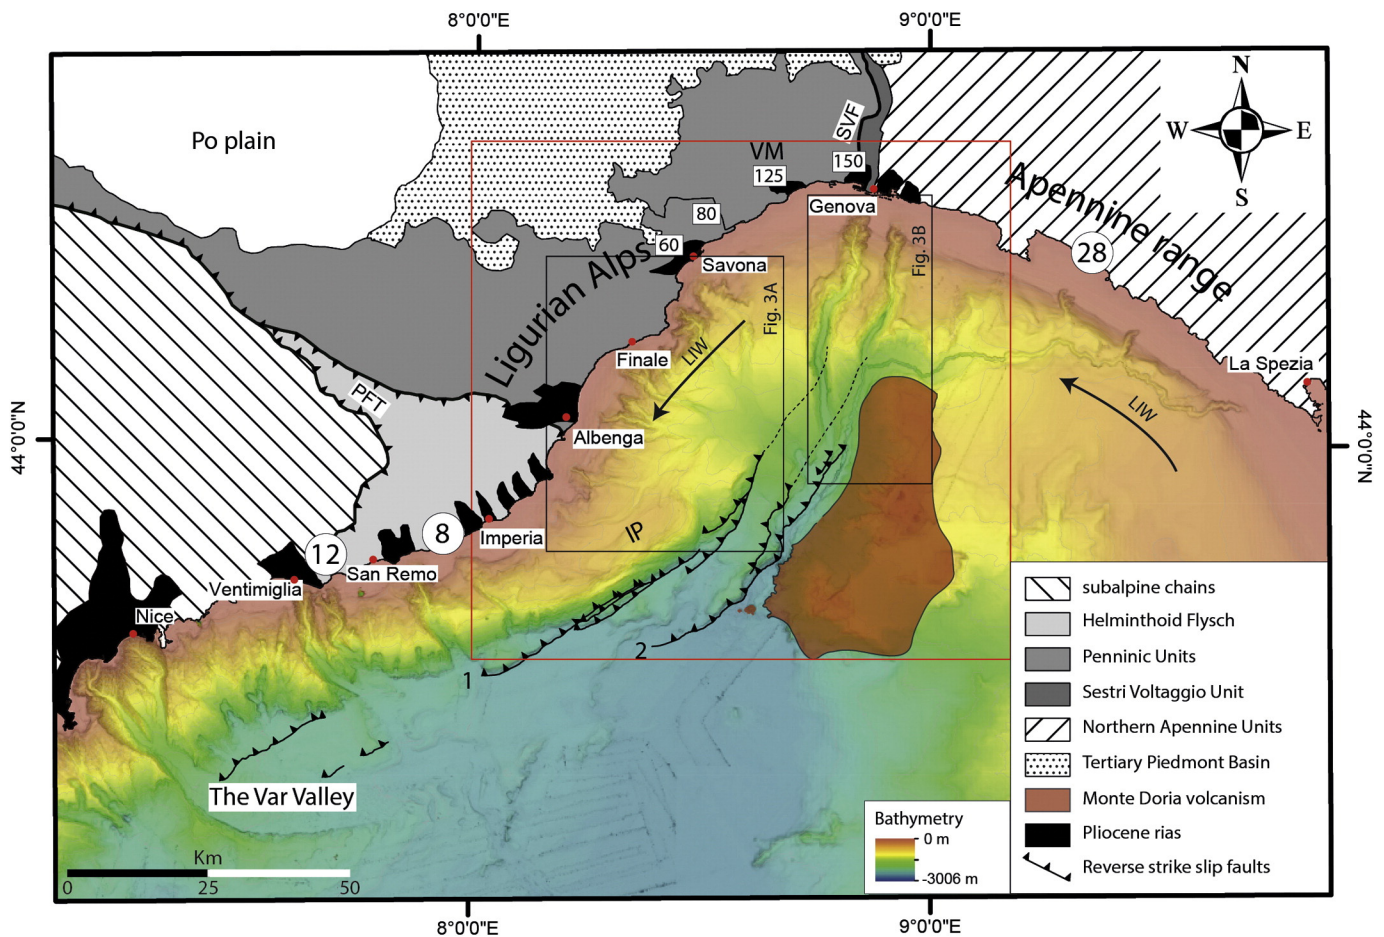 8°0'0"E
9°0'0"E
N
W
E
S
Po plain
SVF
VM
150
125
Genova
80
60
Savona
Apennine range
28
Fig. 3B
Fig. 3A
Ligurian Alps
LIW
Finale
La Spezia
PFT
LIW
44°0'0"N
44°0'0"N
Albenga
IP
8
Imperia
12
San Remo
Ventimiglia
Nice
2
1
The Var Valley
subalpine chains
Helminthoid Flysch
Penninic Units
Sestri Voltaggio Unit
Northern Apennine Units
Tertiary Piedmont Basin
Monte Doria volcanism
Pliocene rias
Reverse strike slip faults
Bathymetry
0 m
-3006 m
Km
0
25
50
8°0'0"E
9°0'0"E